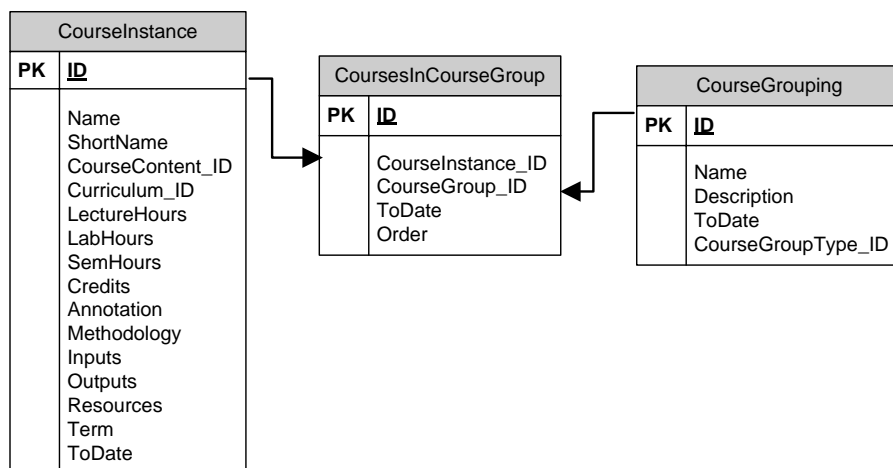 CourseInstance
PK ID
Name
ShortName
CourseContent_ID
Curriculum_ID
LectureHours
LabHours
SemHours
Credits
Annotation
Methodology
Inputs
Outputs
Resources
Term
ToDate
CoursesInCourseGroup
PK ID
CourseInstance_ID
CourseGroup_ID
ToDate
Order
CourseGrouping
PK ID
Name
Description
ToDate
CourseGroupType_ID